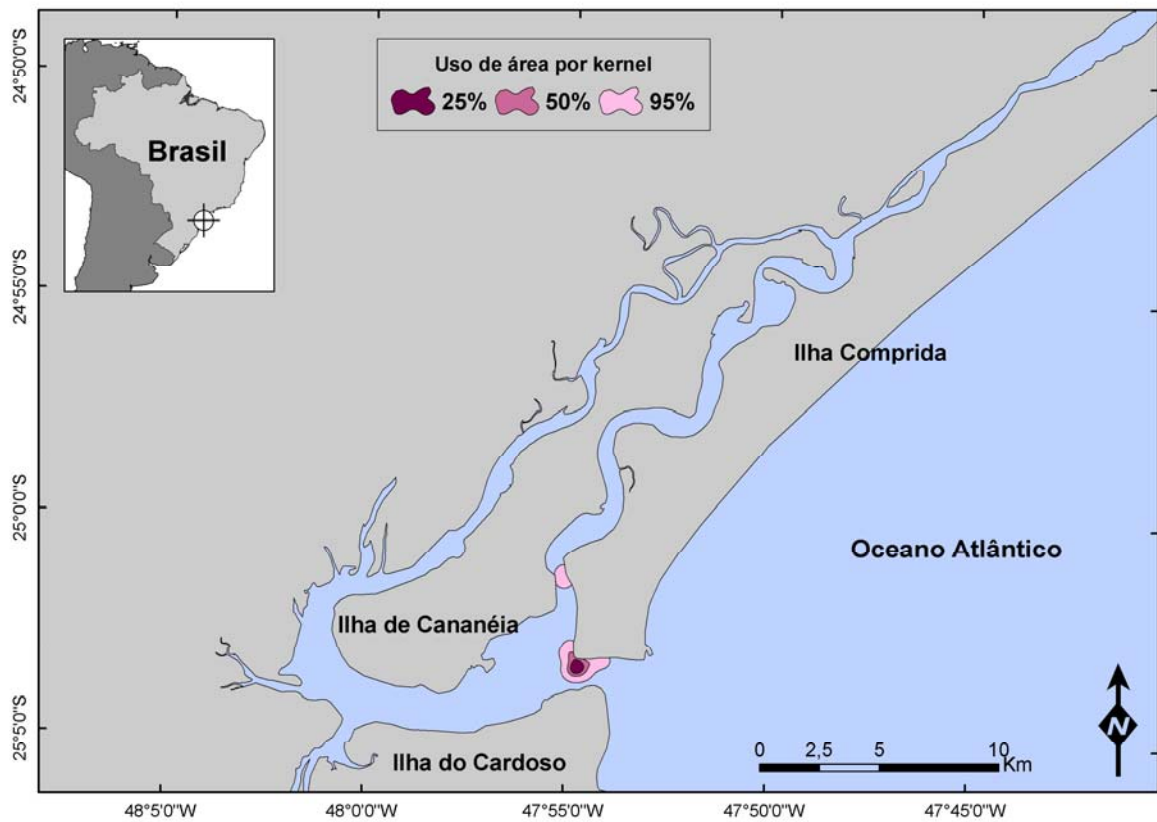 24°50'0"S
24°55'0"S
25°0'0"S
25°5'0"S
Brasil
Uso de área por kernel
25% 50% 95%
Ilha Comprida
Oceano Atlântico
Ilha de Cananéia
Ilha do Cardoso
0 2,5 5 10
Km
N
48°5'0"W 48°0'0"W 47°55'0"W 47°50'0"W 47°45'0"W